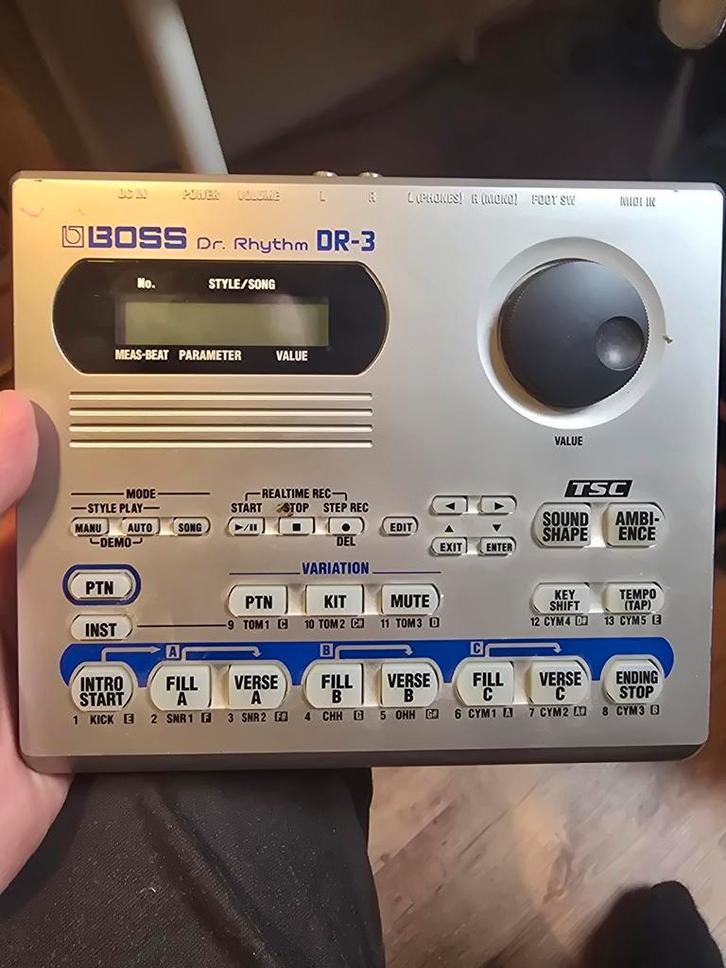 DC IN POWER VOLUME L R L (PHONES) R (MONO) FOOT SW MIDI IN
BOSS Dr. Rhythm DR-3
No. STYLE/SONG
MEAS-BEAT PARAMETER VALUE
VALUE
MODE
STYLE PLAY
MANU AUTO SONG
DEMO
REALTIME REC
START STOP STEP REC
EDIT
DEL
EXIT ENTER
TSC
SOUND SHAPE
AMBI-ENCE
PTN
VARIATION
PTN KIT MUTE
KEY SHIFT
TEMPO (TAP)
INST
9 TOM1 C 10 TOM2 C# 11 TOM3 D 12 CYM4 D# 13 CYM5 E
A B C
INTRO START
FILL A
VERSE A
FILL B
VERSE B
FILL C
VERSE C
ENDING STOP
1 KICK E 2 SNR1 F 3 SNR2 F# 4 CHH G 5 OHH G# 6 CYM1 A 7 CYM2 A# 8 CYM3 B